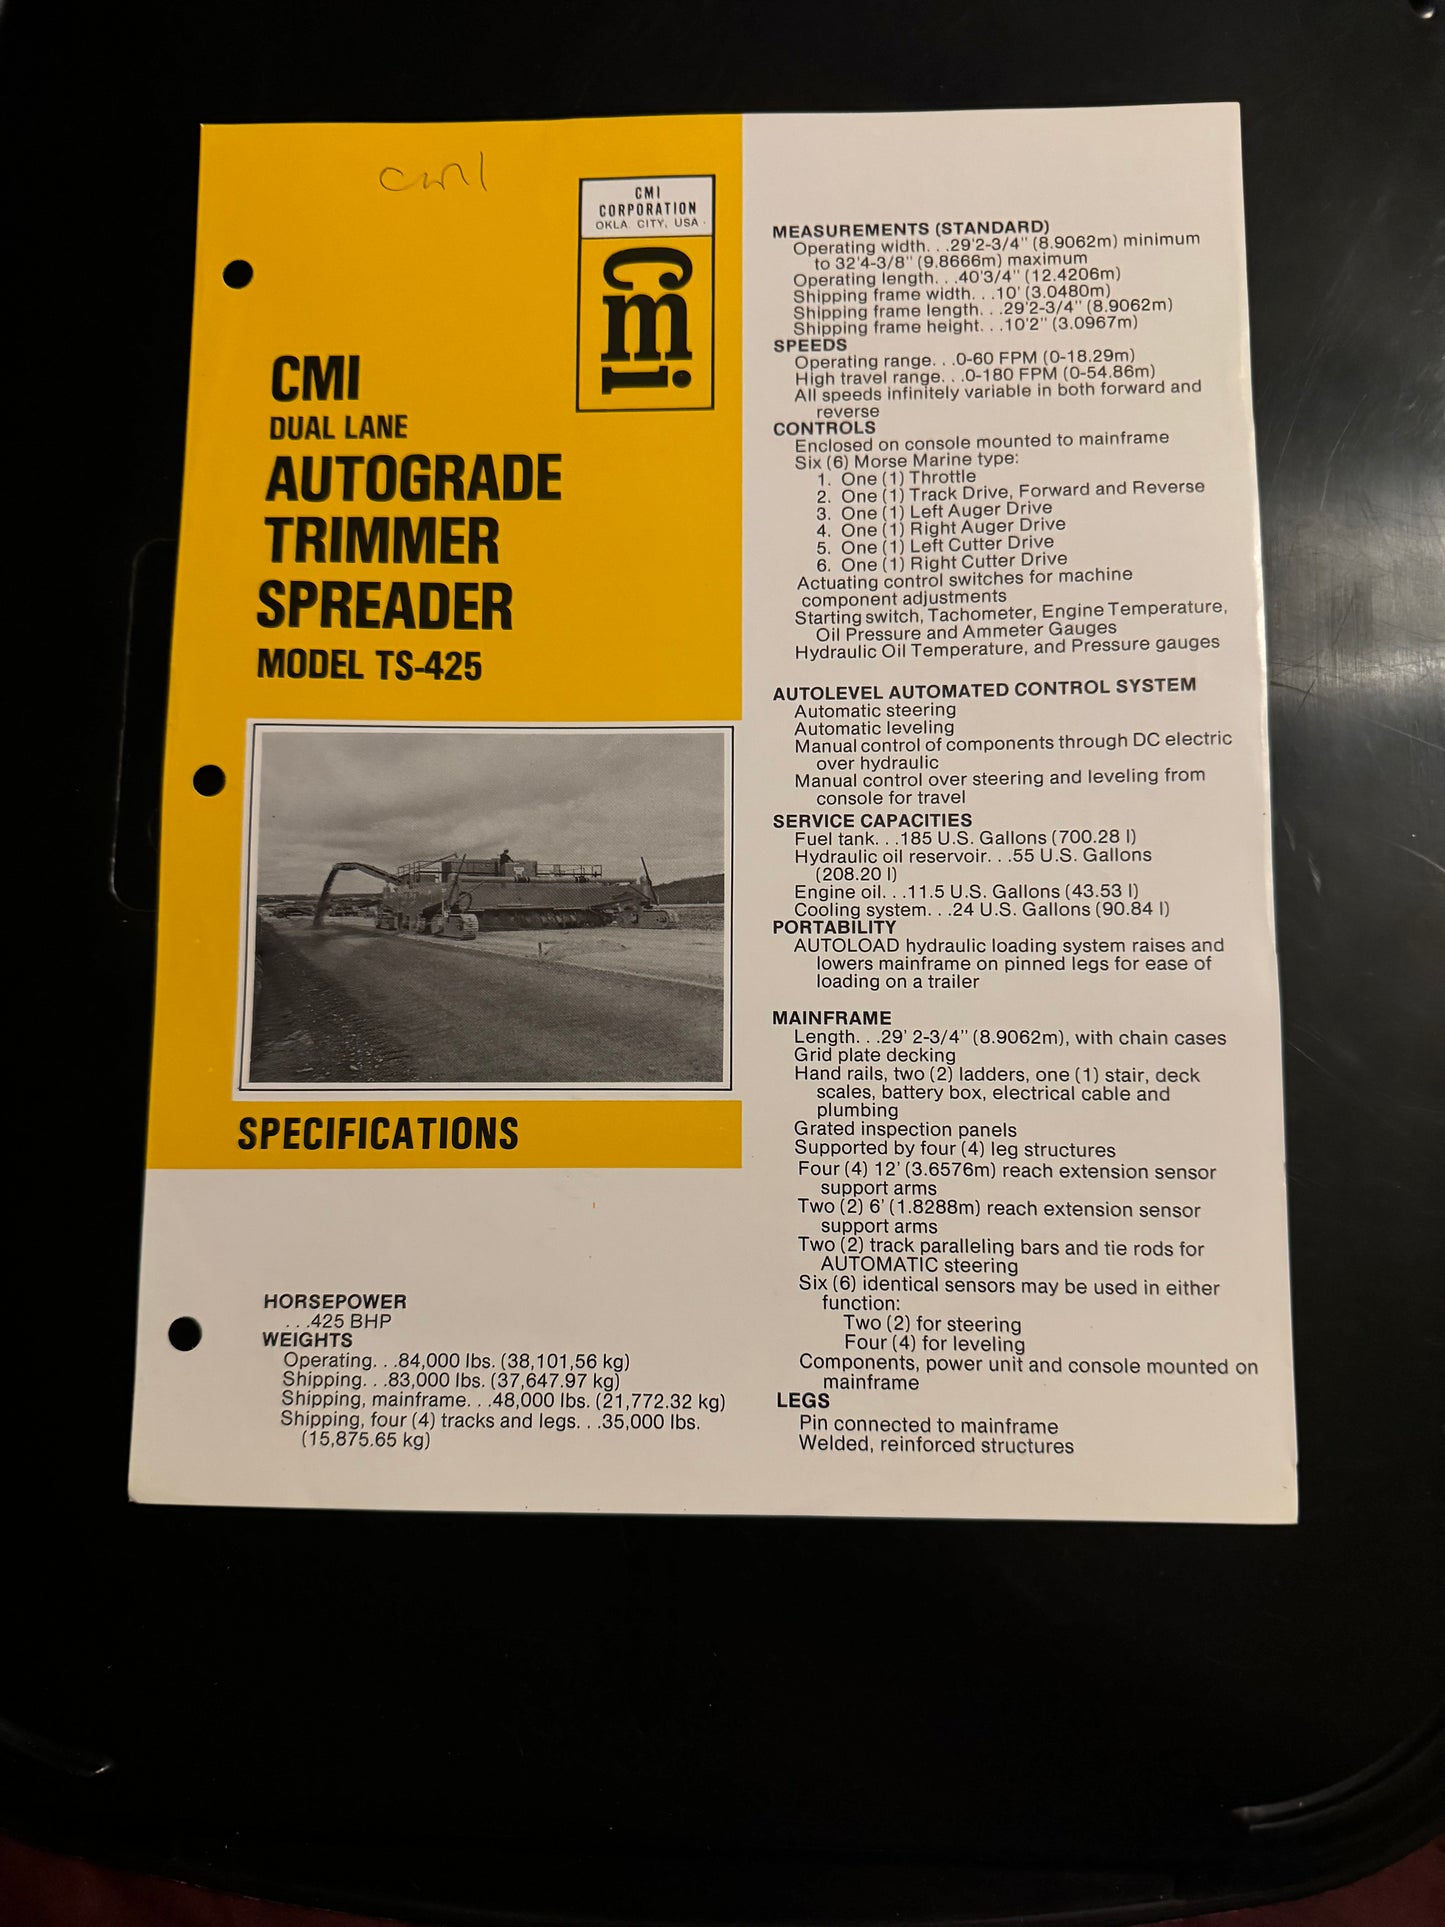 cmi
CMI
CORPORATION
OKLA. CITY, USA
cmi
CMI
DUAL LANE
AUTOGRADE
TRIMMER
SPREADER
MODEL TS-425
SPECIFICATIONS
HORSEPOWER
. . .425 BHP
WEIGHTS
Operating. . .84,000 lbs. (38,101,56 kg)
Shipping. . .83,000 lbs. (37,647.97 kg)
Shipping, mainframe. . .48,000 lbs. (21,772.32 kg)
Shipping, four (4) tracks and legs. . .35,000 lbs.
(15,875.65 kg)
MEASUREMENTS (STANDARD)
Operating width. . .29'2-3/4" (8.9062m) minimum
to 32'4-3/8" (9.8666m) maximum
Operating length. . .40'3/4" (12.4206m)
Shipping frame width. . .10' (3.0480m)
Shipping frame length. . .29'2-3/4" (8.9062m)
Shipping frame height. . .10'2" (3.0967m)
SPEEDS
Operating range. . .0-60 FPM (0-18.29m)
High travel range. . .0-180 FPM (0-54.86m)
All speeds infinitely variable in both forward and
reverse
CONTROLS
Enclosed on console mounted to mainframe
Six (6) Morse Marine type:
1. One (1) Throttle
2. One (1) Track Drive, Forward and Reverse
3. One (1) Left Auger Drive
4. One (1) Right Auger Drive
5. One (1) Left Cutter Drive
6. One (1) Right Cutter Drive
Actuating control switches for machine
component adjustments
Starting switch, Tachometer, Engine Temperature,
Oil Pressure and Ammeter Gauges
Hydraulic Oil Temperature, and Pressure gauges
AUTOLEVEL AUTOMATED CONTROL SYSTEM
Automatic steering
Automatic leveling
Manual control of components through DC electric
over hydraulic
Manual control over steering and leveling from
console for travel
SERVICE CAPACITIES
Fuel tank. . .185 U.S. Gallons (700.28 l)
Hydraulic oil reservoir. . .55 U.S. Gallons
(208.20 l)
Engine oil. . .11.5 U.S. Gallons (43.53 l)
Cooling system. . .24 U.S. Gallons (90.84 l)
PORTABILITY
AUTOLOAD hydraulic loading system raises and
lowers mainframe on pinned legs for ease of
loading on a trailer
MAINFRAME
Length. . .29' 2-3/4" (8.9062m), with chain cases
Grid plate decking
Hand rails, two (2) ladders, one (1) stair, deck
scales, battery box, electrical cable and
plumbing
Grated inspection panels
Supported by four (4) leg structures
Four (4) 12' (3.6576m) reach extension sensor
support arms
Two (2) 6' (1.8288m) reach extension sensor
support arms
Two (2) track paralleling bars and tie rods for
AUTOMATIC steering
Six (6) identical sensors may be used in either
function:
Two (2) for steering
Four (4) for leveling
Components, power unit and console mounted on
mainframe
LEGS
Pin connected to mainframe
Welded, reinforced structures